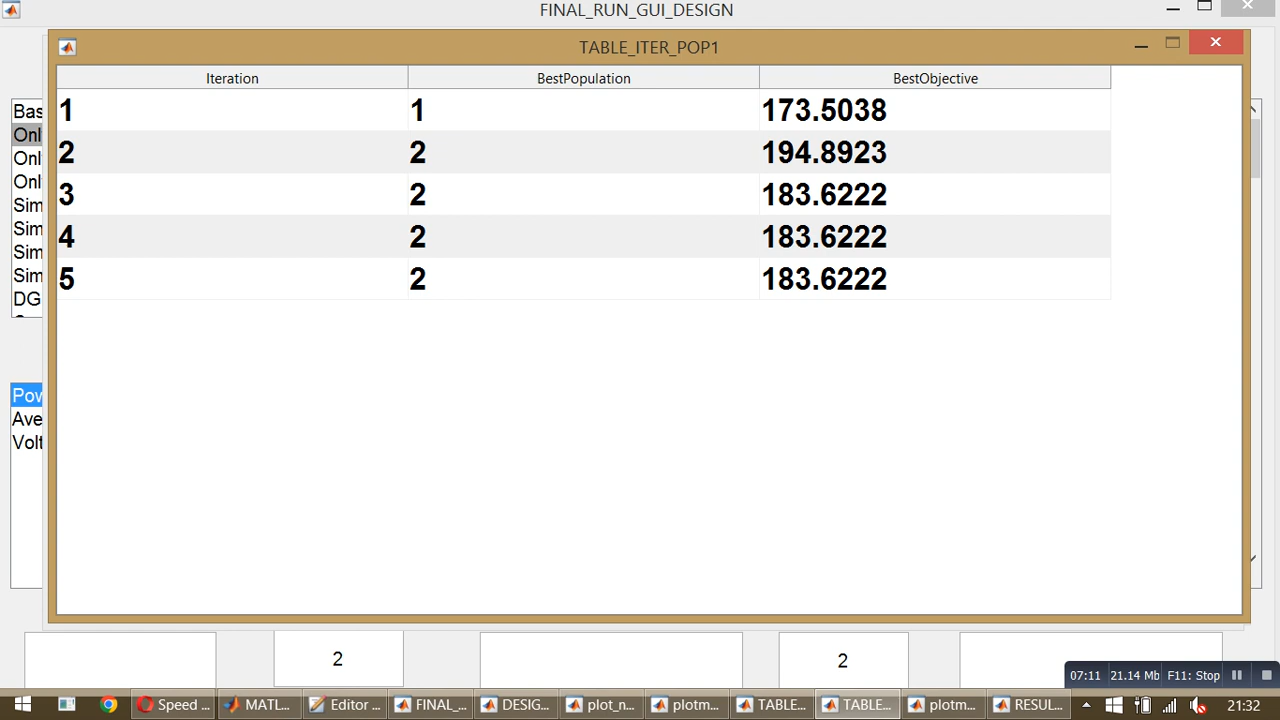 FINAL_RUN_GUI_DESIGN
TABLE_ITER_POP1
Iteration BestPopulation BestObjective
1 1 173.5038
2 2 194.8923
3 2 183.6222
4 2 183.6222
5 2 183.6222
Bas
Onl
Onl
Onl
Sim
Sim
Sim
Sim
DG
Pow
Ave
Volt
2 2
07:11 21.14 Mb F11: Stop
Speed ... MATL... Editor ... FINAL_... DESIG... plot_n... plotm... TABLE... TABLE... plotm... RESUL... 21:32